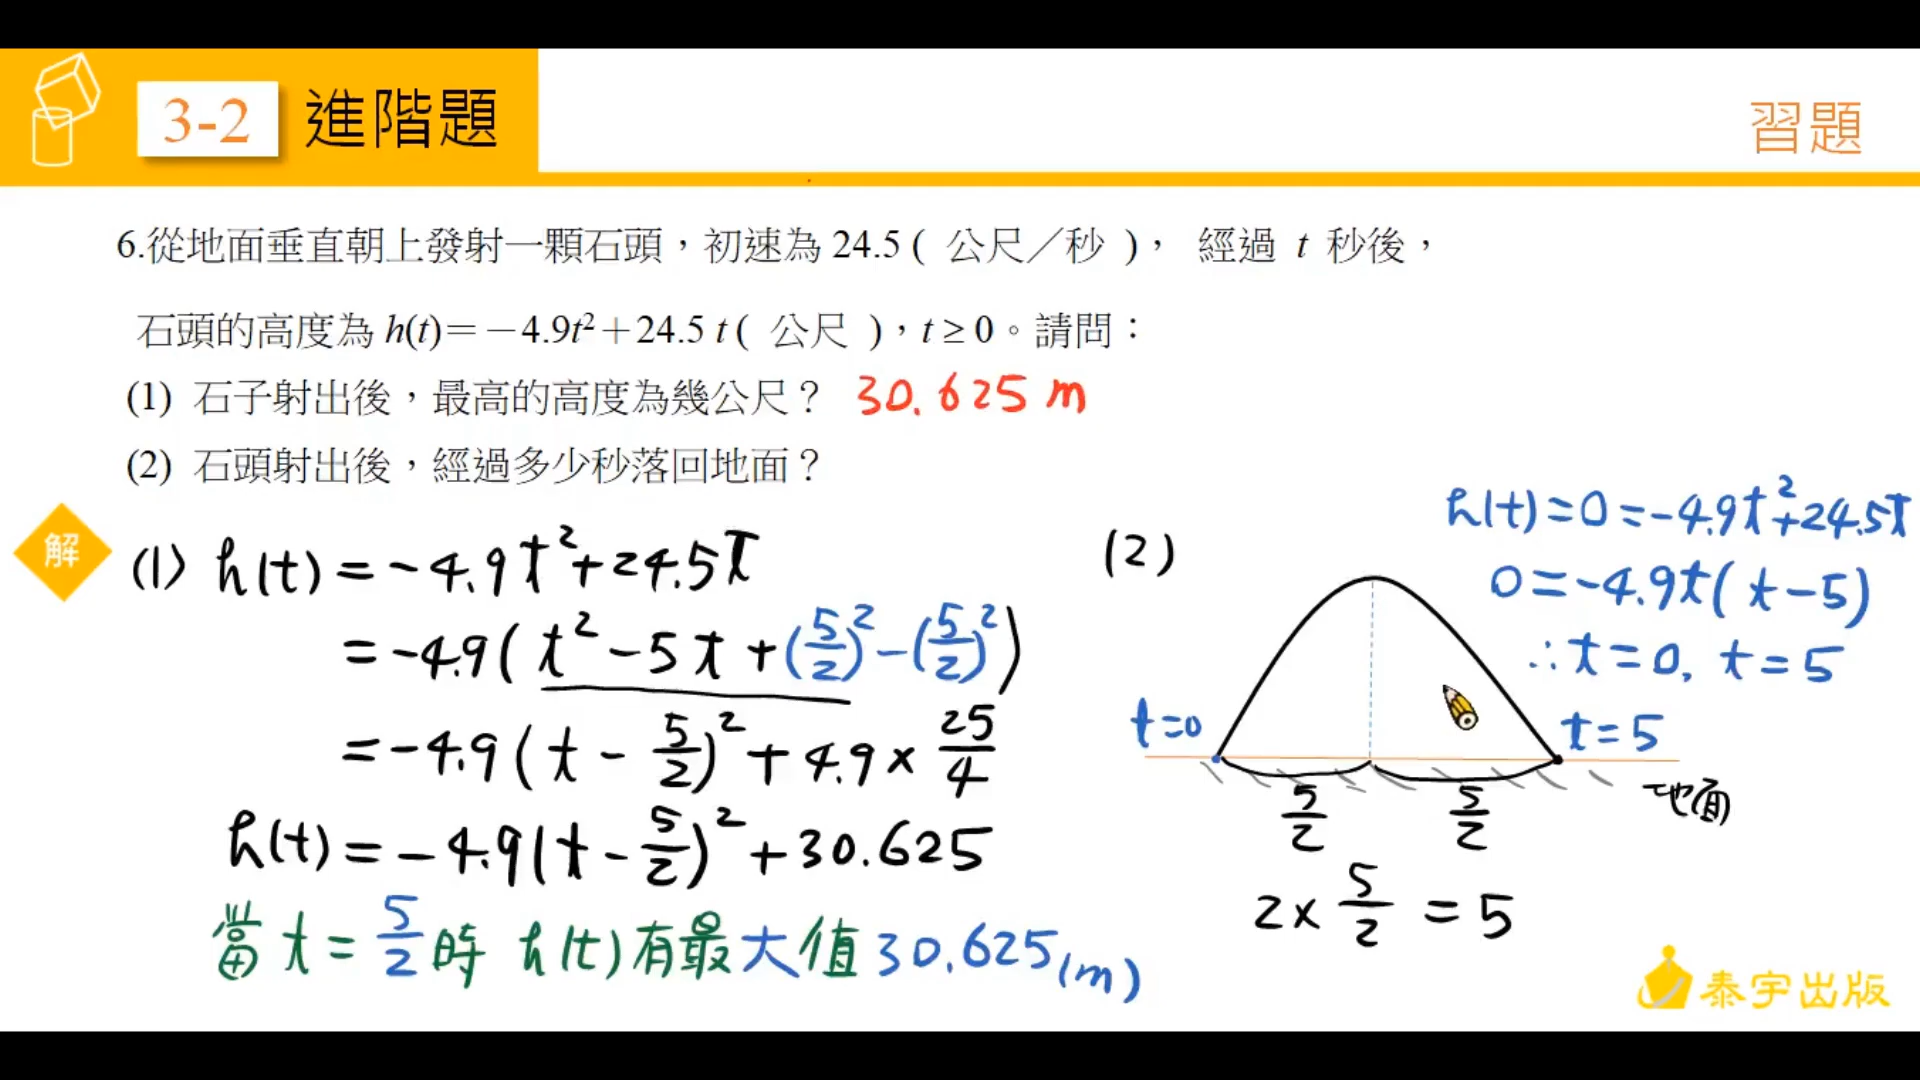 3-2 進階題
習題
6.從地面垂直朝上發射一顆石頭，初速為 24.5 ( 公尺／秒 )， 經過 t 秒後，
石頭的高度為 h(t)＝－4.9t²＋24.5 t ( 公尺 )，t ≥ 0。請問：
(1) 石子射出後，最高的高度為幾公尺？ 30.625 m
(2) 石頭射出後，經過多少秒落回地面？
解
(1) h(t) = -4.9t²+24.5t
= -4.9(t²-5t+(5/2)²-(5/2)²)
= -4.9(t-5/2)²+4.9×25/4
h(t) = -4.9(t-5/2)²+30.625
當 t = 5/2 時 h(t) 有最大值 30.625 (m)
(2)
h(t)=0=-4.9t²+24.5t
0=-4.9t(t-5)
∴t=0, t=5
t=0
t=5
地面
5/2 5/2
2×5/2=5
泰宇出版